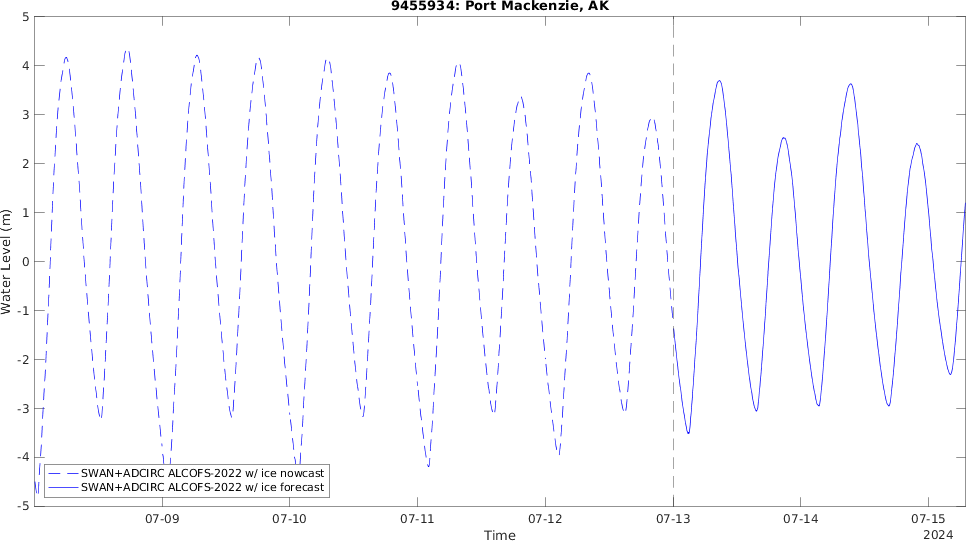 9455934: Port Mackenzie, AK
5
4
3
2
1
0
-1
-2
-3
-4
-5
Water Level (m)
SWAN+ADCIRC ALCOFS-2022 w/ ice nowcast
SWAN+ADCIRC ALCOFS-2022 w/ ice forecast
07-09 07-10 07-11 07-12 07-13 07-14 07-15
Time
2024